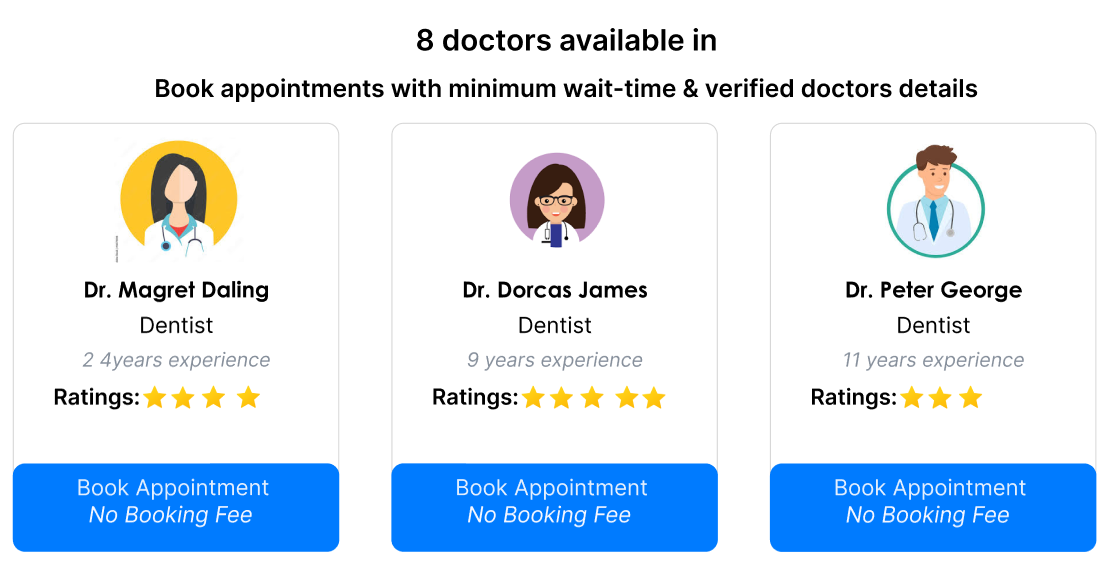 8 doctors available in
Book appointments with minimum wait-time & verified doctors details
Dr. Magret Daling
Dentist
2 4years experience
Ratings:
Book Appointment
No Booking Fee
Dr. Dorcas James
Dentist
9 years experience
Ratings:
Book Appointment
No Booking Fee
Dr. Peter George
Dentist
11 years experience
Ratings:
Book Appointment
No Booking Fee